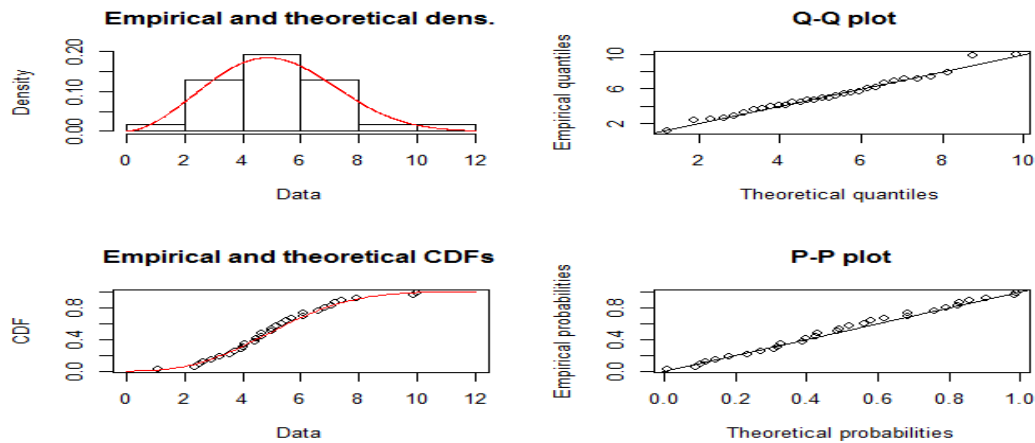 Empirical and theoretical dens.
Density
0.00 0.10 0.20
0 2 4 6 8 10 12
Data
Q-Q plot
Empirical quantiles
2 6 10
2 4 6 8 10
Theoretical quantiles
Empirical and theoretical CDFs
CDF
0.0 0.4 0.8
0 2 4 6 8 10 12
Data
P-P plot
Empirical probabilities
0.0 0.4 0.8
0.0 0.2 0.4 0.6 0.8 1.0
Theoretical probabilities